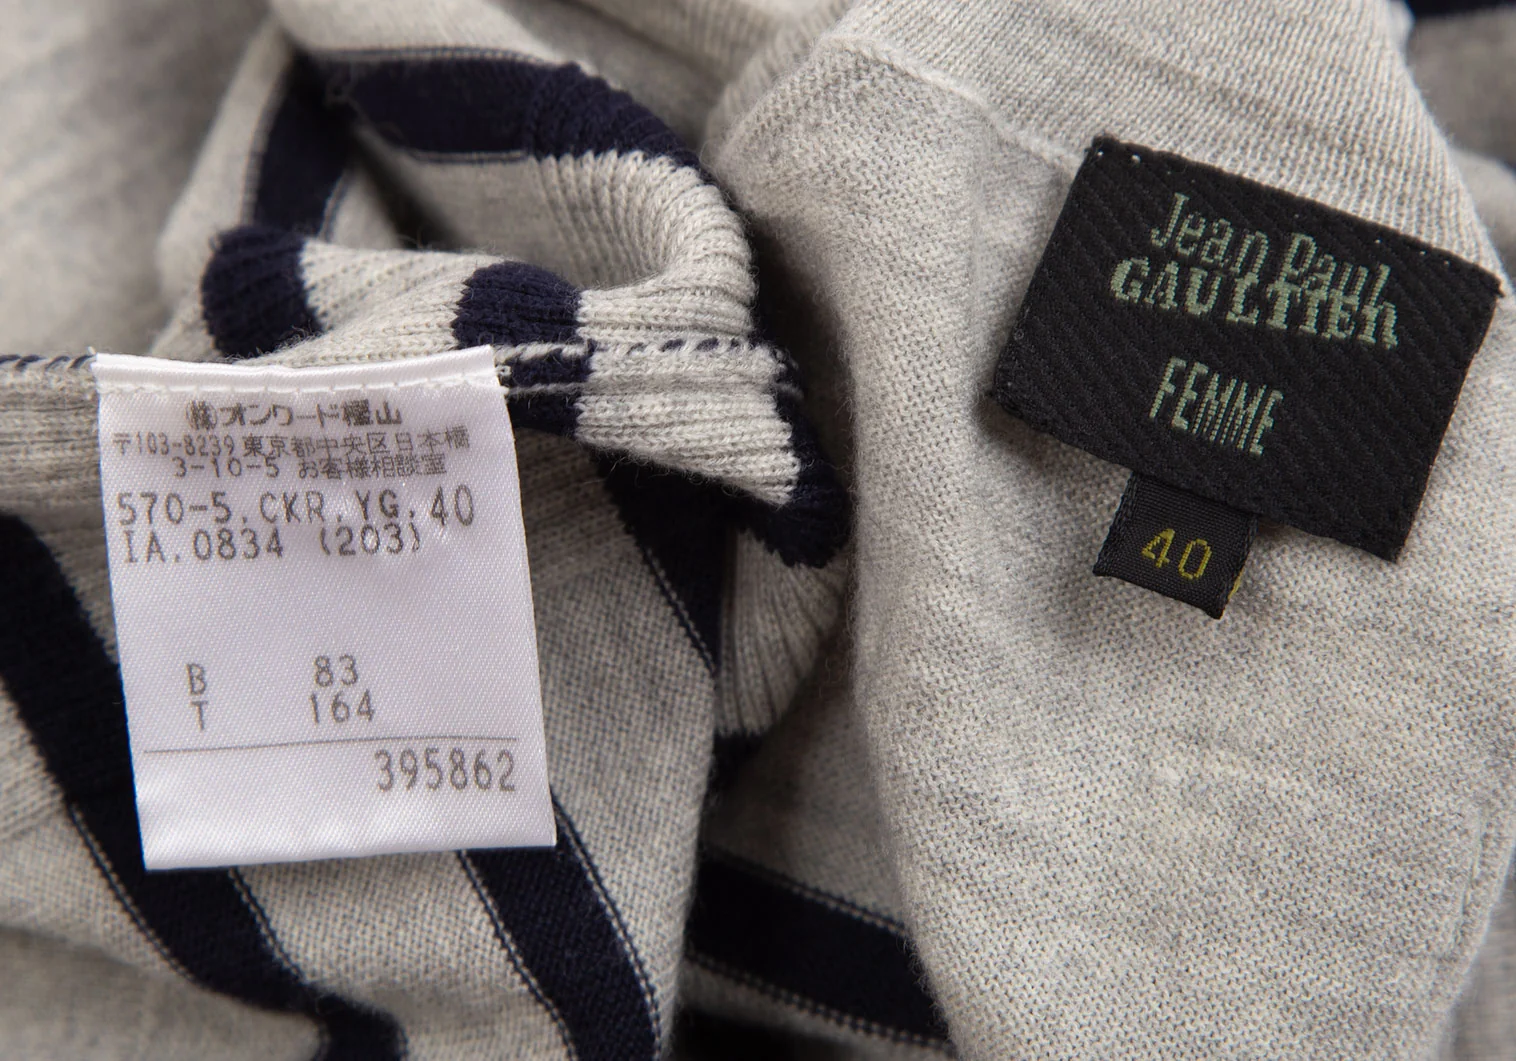 ㈱オンワード樫山
〒103-8239 東京都中央区日本橋
3-10-5 お客様相談室
570-5.CKR.YG.40
IA.0834 (203)
B 83
T 164
395862
Jean Paul
GAULTIER
FEMME
40